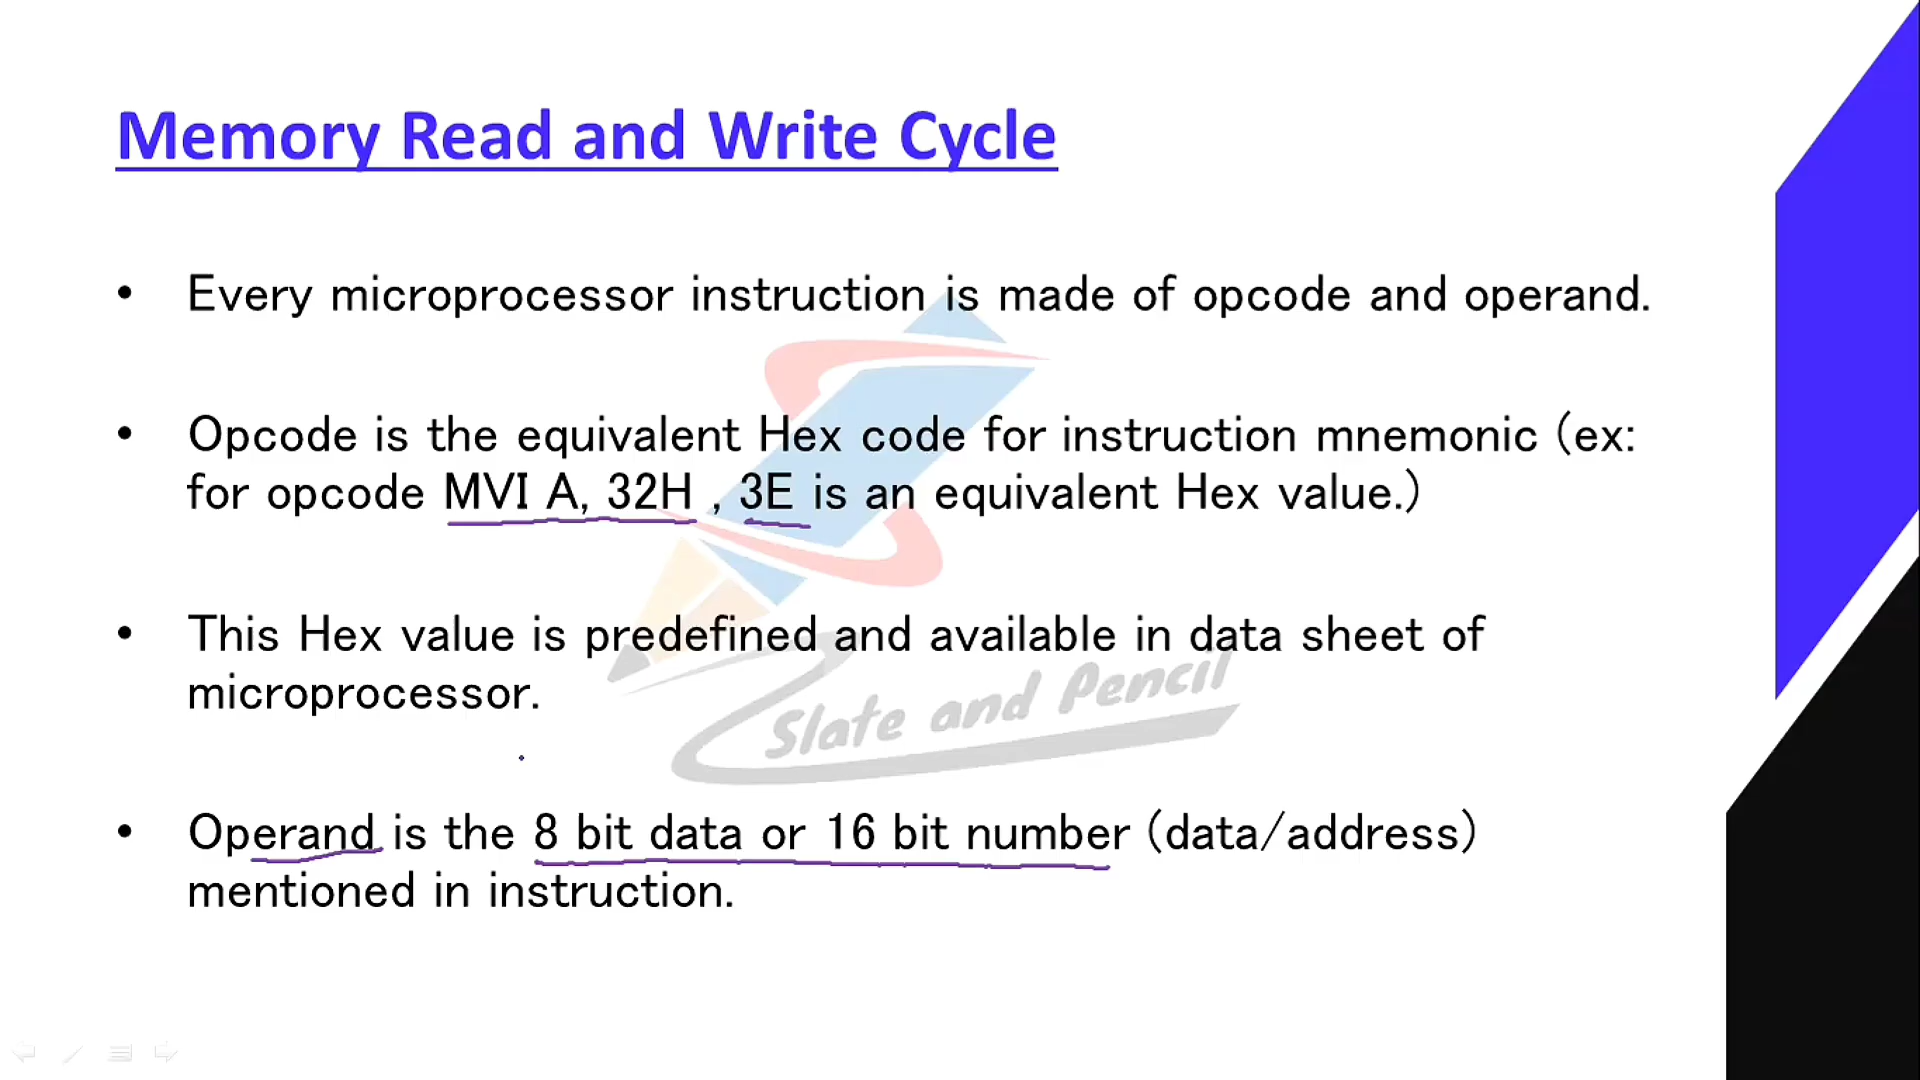 Memory Read and Write Cycle
• Every microprocessor instruction is made of opcode and operand.
• Opcode is the equivalent Hex code for instruction mnemonic (ex:
for opcode MVI A, 32H , 3E is an equivalent Hex value.)
• This Hex value is predefined and available in data sheet of
microprocessor.
Slate and Pencil
• Operand is the 8 bit data or 16 bit number (data/address)
mentioned in instruction.